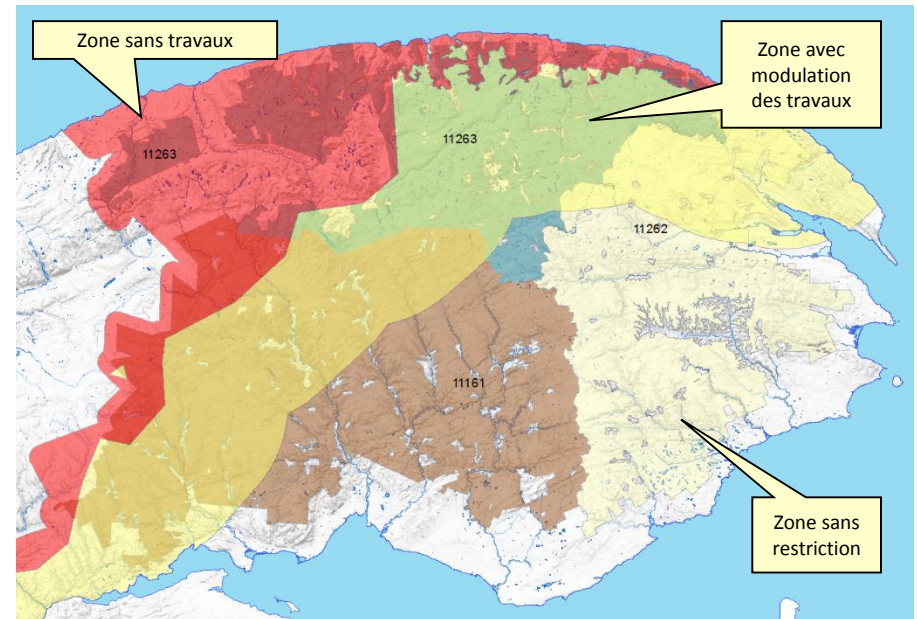 Zone sans travaux
Zone avec
modulation
des travaux
11263
11263
11262
11161
Zone sans
restriction